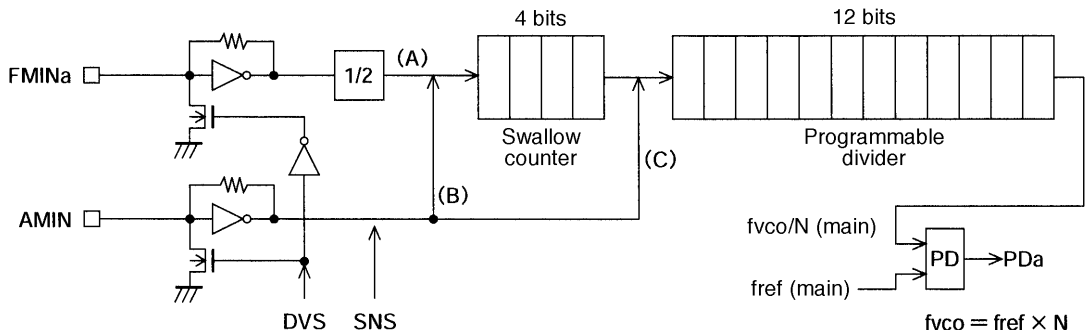 4 bits
12 bits
FMINa
1/2
(A)
Swallow
counter
Programmable
divider
(C)
(B)
AMIN
fvco/N (main)
PD
PDa
fref (main)
DVS
SNS
fvco = fref × N